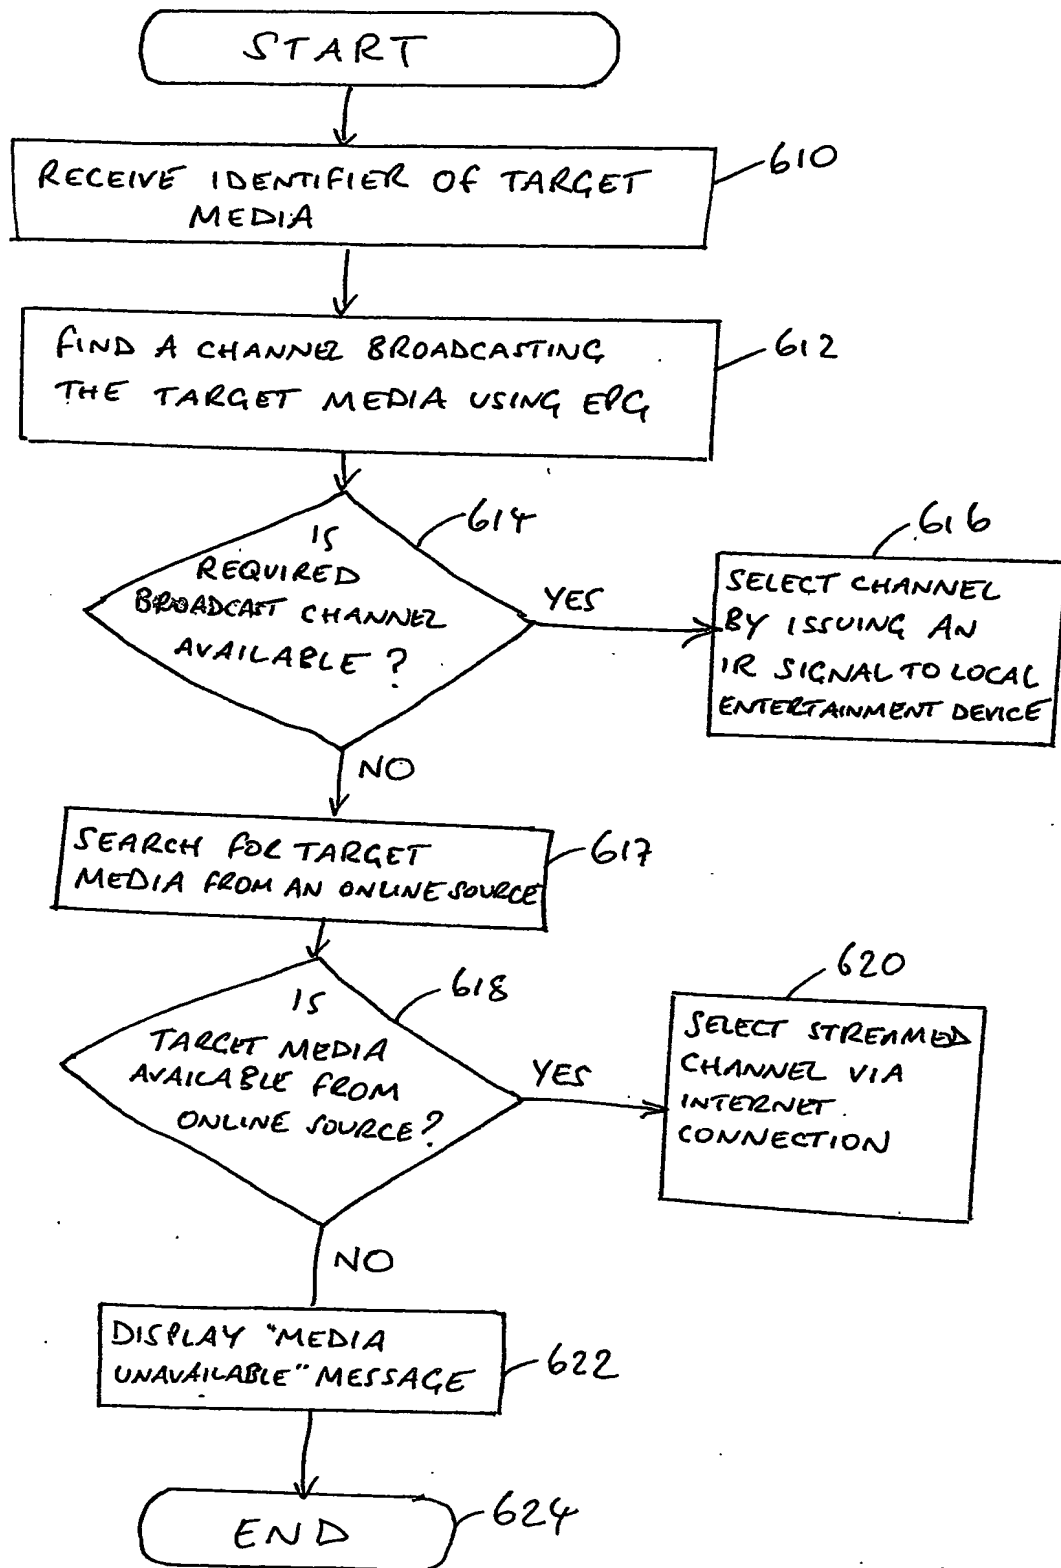 START
RECEIVE IDENTIFIER OF TARGET
MEDIA
610
FIND A CHANNEL BROADCASTING
THE TARGET MEDIA USING EPG
612
IS
REQUIRED
BROADCAST CHANNEL
AVAILABLE?
614
YES
616
SELECT CHANNEL
BY ISSUING AN
IR SIGNAL TO LOCAL
ENTERTAINMENT DEVICE
NO
SEARCH FOR TARGET
MEDIA FROM AN ONLINE SOURCE
617
IS
TARGET MEDIA
AVAILABLE FROM
ONLINE SOURCE?
618
YES
620
SELECT STREAMED
CHANNEL VIA
INTERNET
CONNECTION
NO
DISPLAY "MEDIA
UNAVAILABLE" MESSAGE
622
END
624